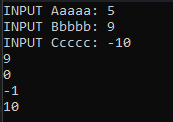 INPUT Aaaaa: 5
INPUT Bbbbb: 9
INPUT Ccccc: -10
9
0
-1
10